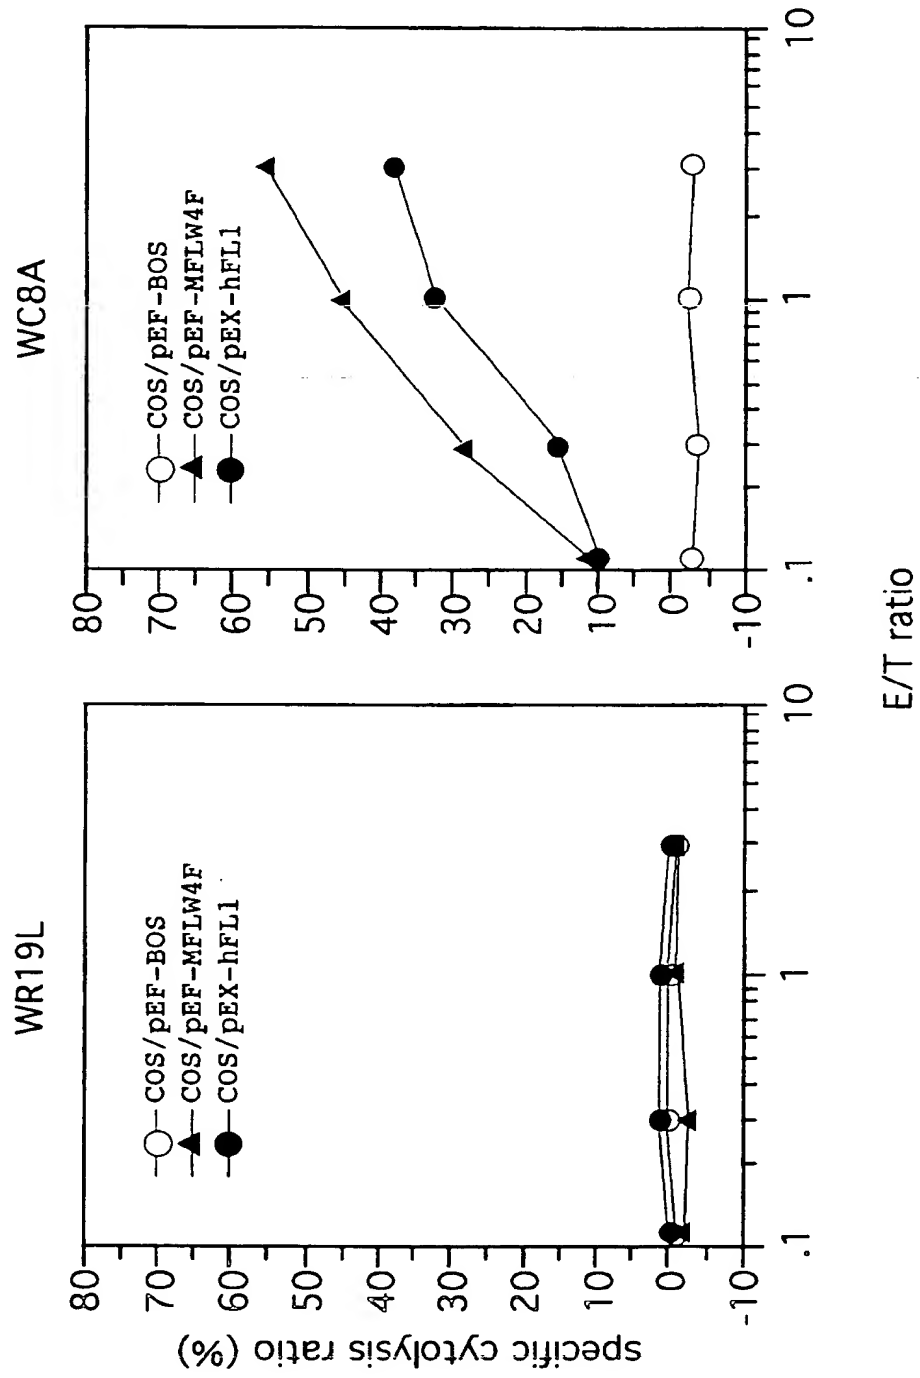 WR19L
specific cytolysis ratio (%)
80
70
60
50
40
30
20
10
0
-10
COS/pEF-BOS
COS/pEF-MFLW4F
COS/pEX-hFL1
.1
1
10
WC8A
80
70
60
50
40
30
20
10
0
-10
COS/pEF-BOS
COS/pEF-MFLW4F
COS/pEX-hFL1
.1
1
10
E/T ratio